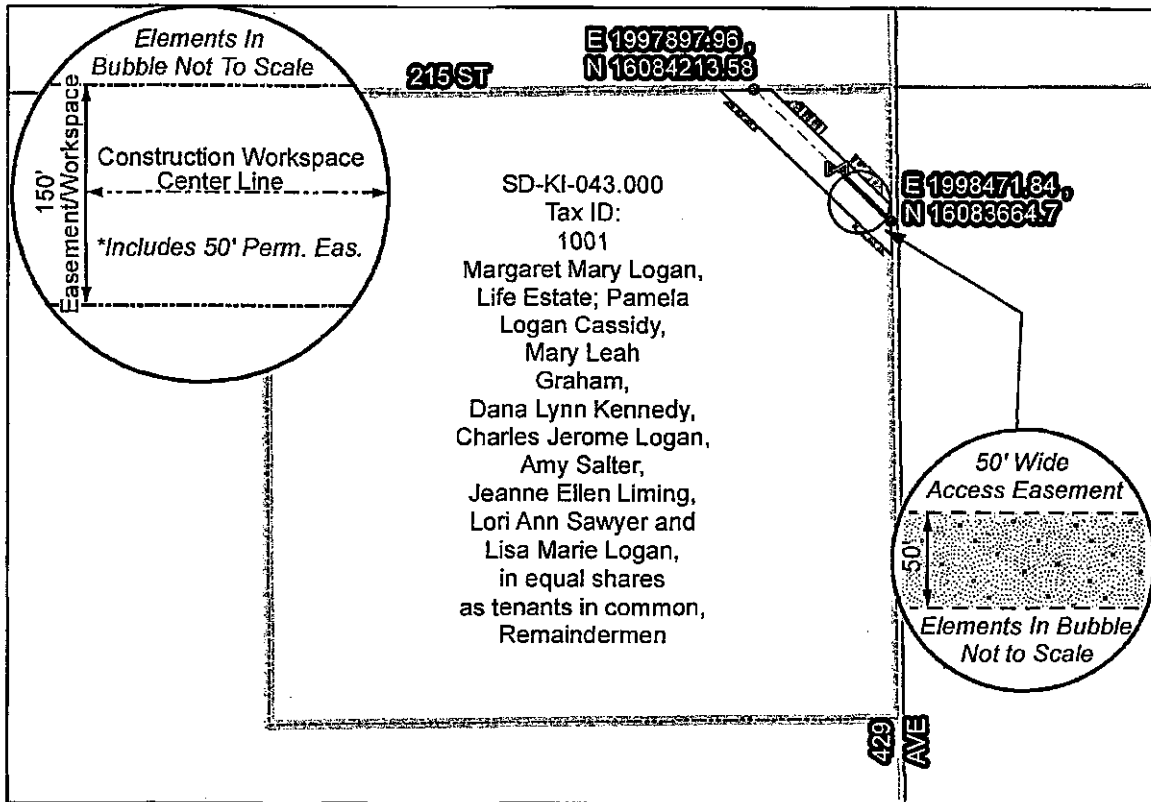 Elements In
Bubble Not To Scale
150'
Easement/Workspace
Construction Workspace
Center Line
*Includes 50' Perm. Eas.
215 ST
E 1997897.96 ,
N 16084213.58
E 1998471.84 ,
N 16083664.7
SD-KI-043.000
Tax ID:
1001
Margaret Mary Logan,
Life Estate; Pamela
Logan Cassidy,
Mary Leah
Graham,
Dana Lynn Kennedy,
Charles Jerome Logan,
Amy Salter,
Jeanne Ellen Liming,
Lori Ann Sawyer and
Lisa Marie Logan,
in equal shares
as tenants in common,
Remaindermen
50' Wide
Access Easement
50'
Elements In Bubble
Not to Scale
429
AVE